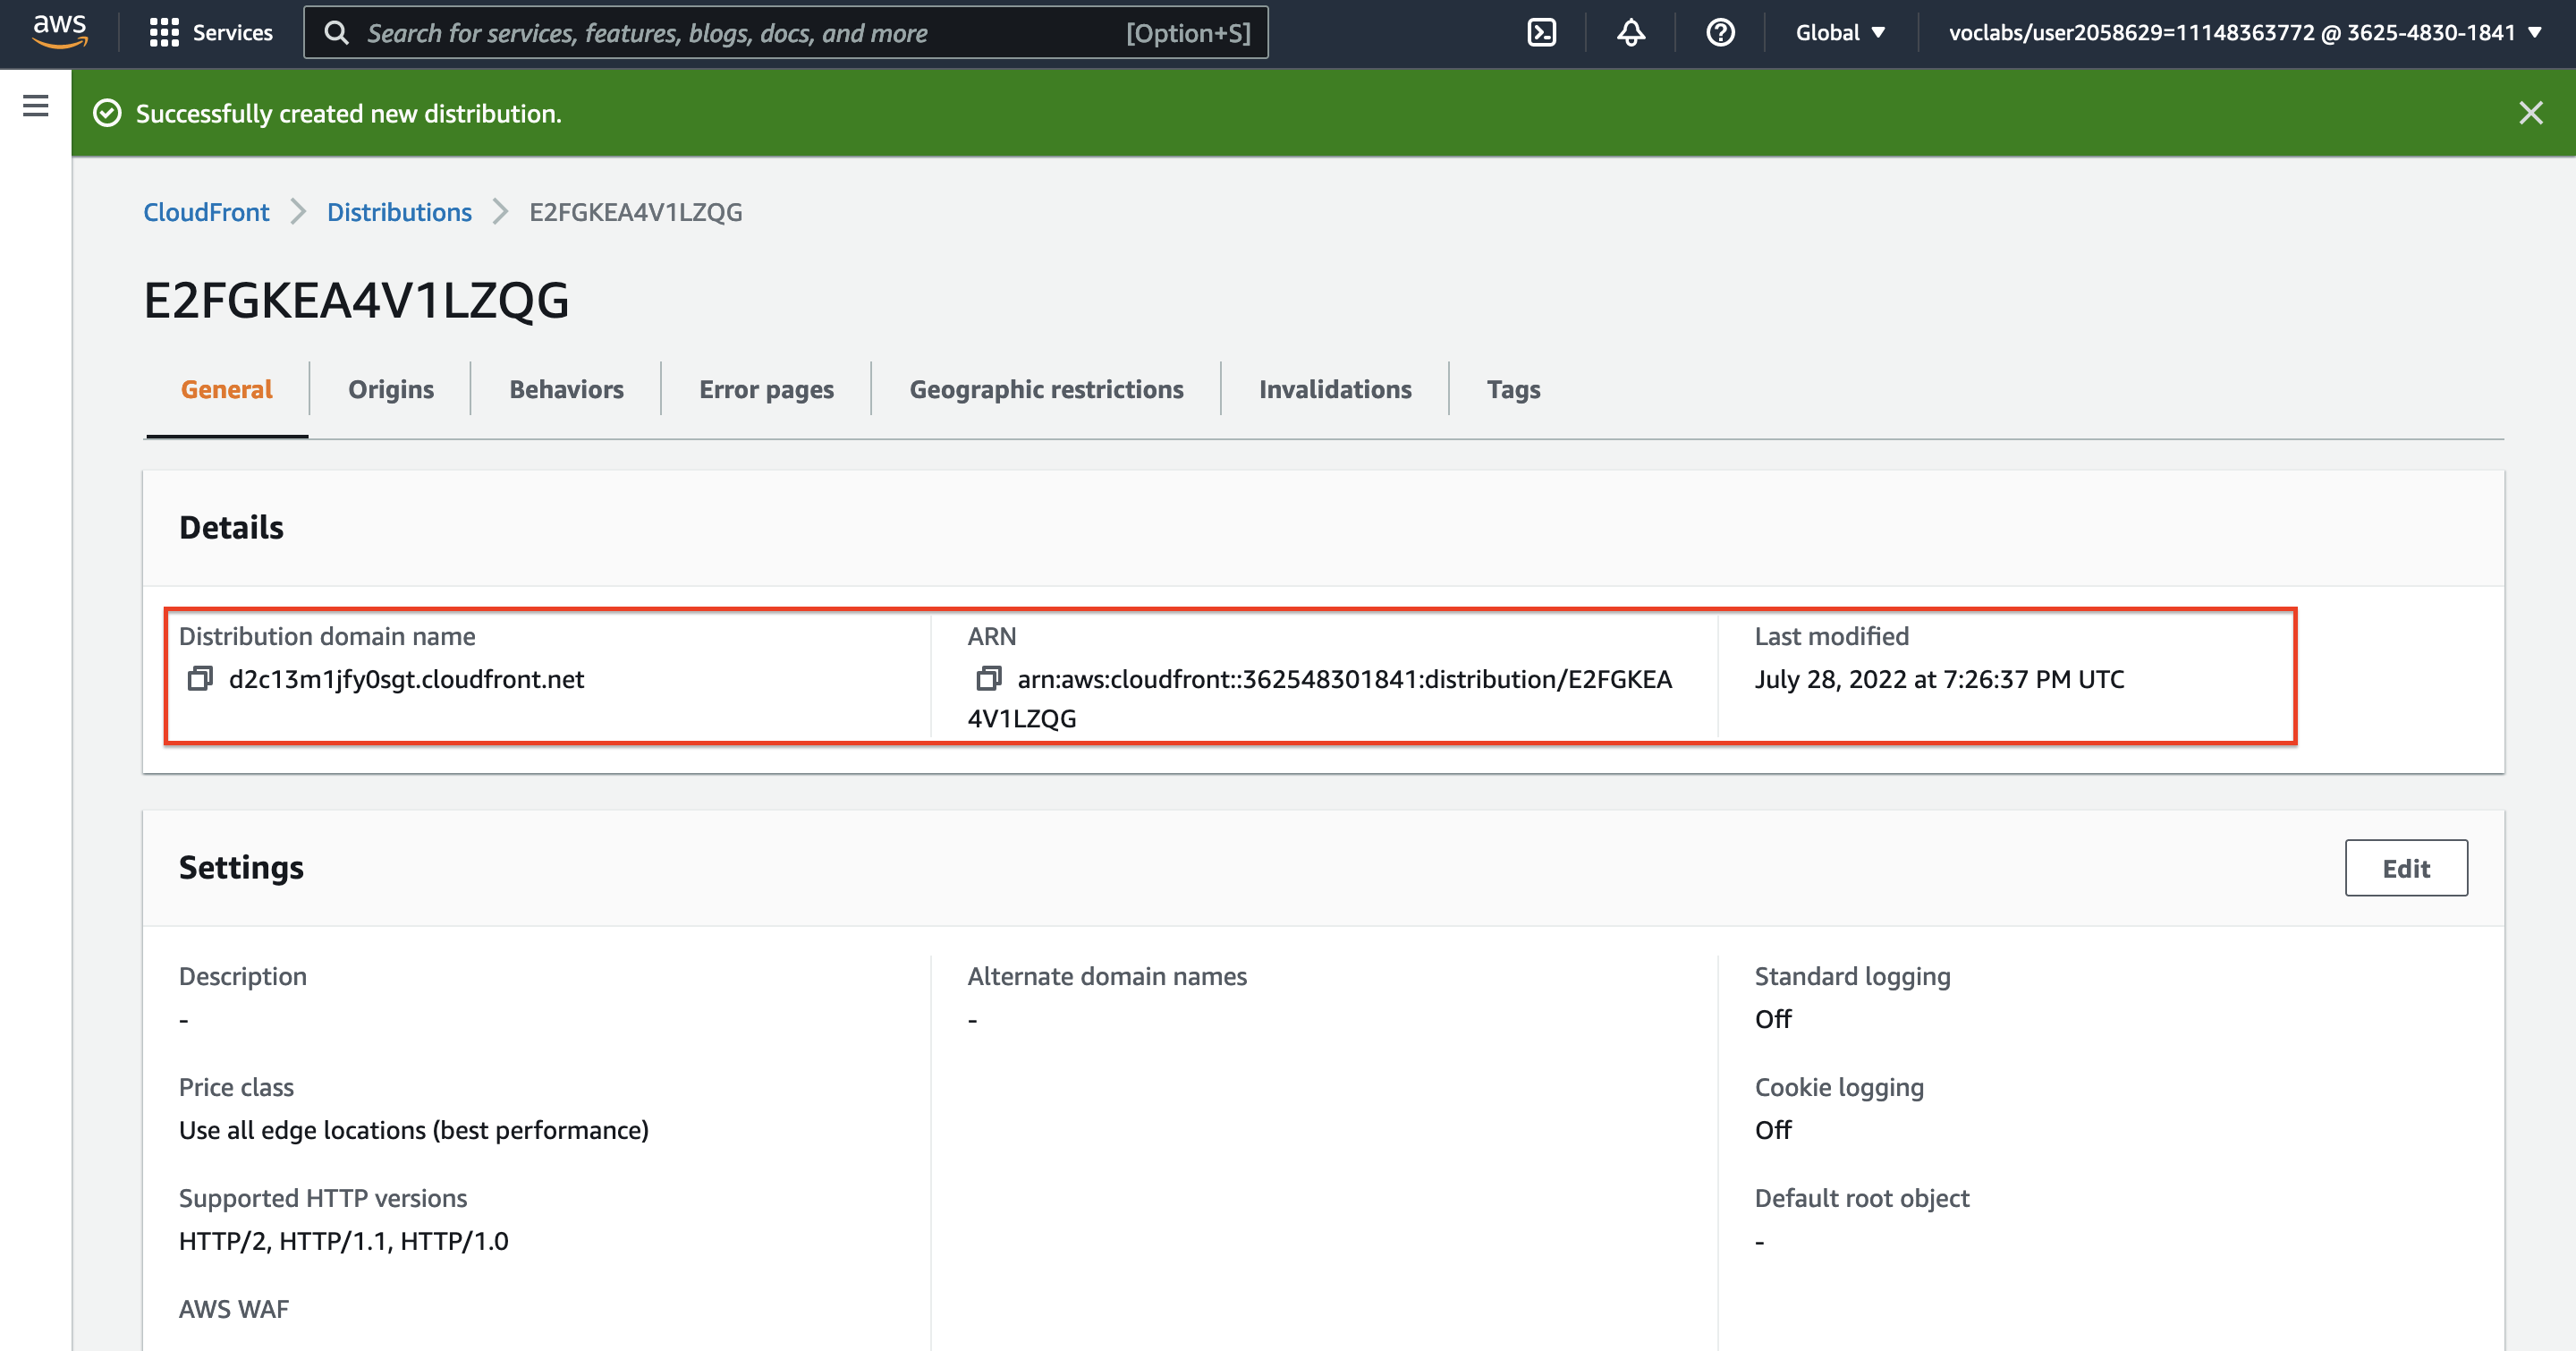 aws Services Search for services, features, blogs, docs, and more [Option+S] Global ▼ voclabs/user2058629=11148363772 @ 3625-4830-1841 ▼
Successfully created new distribution.
CloudFront > Distributions > E2FGKEA4V1LZQG
E2FGKEA4V1LZQG
General Origins Behaviors Error pages Geographic restrictions Invalidations Tags
Details
Distribution domain name
d2c13m1jfy0sgt.cloudfront.net
ARN
arn:aws:cloudfront::362548301841:distribution/E2FGKEA
4V1LZQG
Last modified
July 28, 2022 at 7:26:37 PM UTC
Settings
Edit
Description
-
Price class
Use all edge locations (best performance)
Supported HTTP versions
HTTP/2, HTTP/1.1, HTTP/1.0
AWS WAF
Alternate domain names
-
Standard logging
Off
Cookie logging
Off
Default root object
-